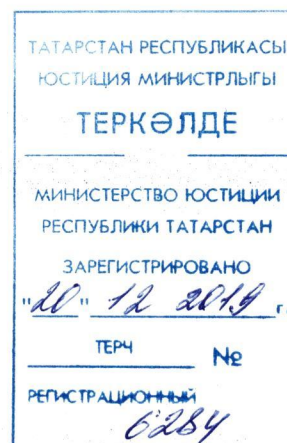 ТАТАРСТАН РЕСПУБЛИКАСЫ
ЮСТИЦИЯ МИНИСТРЛЫГЫ
ТЕРКӘЛДЕ
МИНИСТЕРСТВО ЮСТИЦИИ
РЕСПУБЛИКИ ТАТАРСТАН
ЗАРЕГИСТРИРОВАНО
"20" 12 2019 г.
ТЕРЧ №
РЕГИСТРАЦИОННЫЙ
6284